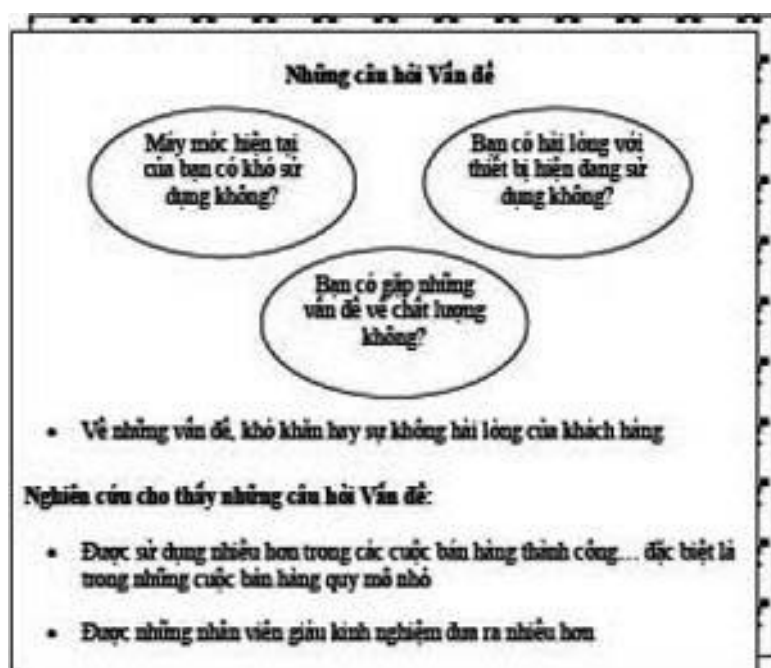 Những câu hỏi Vấn đề
Máy móc hiện tại
của bạn có khó sử
dụng không?
Bạn có hài lòng với
thiết bị hiện đang sử
dụng không?
Bạn có gặp những
vấn đề về chất lượng
không?
• Về những vấn đề, khó khăn hay sự không hài lòng của khách hàng
Nghiên cứu cho thấy những câu hỏi Vấn đề:
• Được sử dụng nhiều hơn trong các cuộc bán hàng thành công… đặc biệt là
trong những cuộc bán hàng quy mô nhỏ
• Được những nhân viên giàu kinh nghiệm đưa ra nhiều hơn